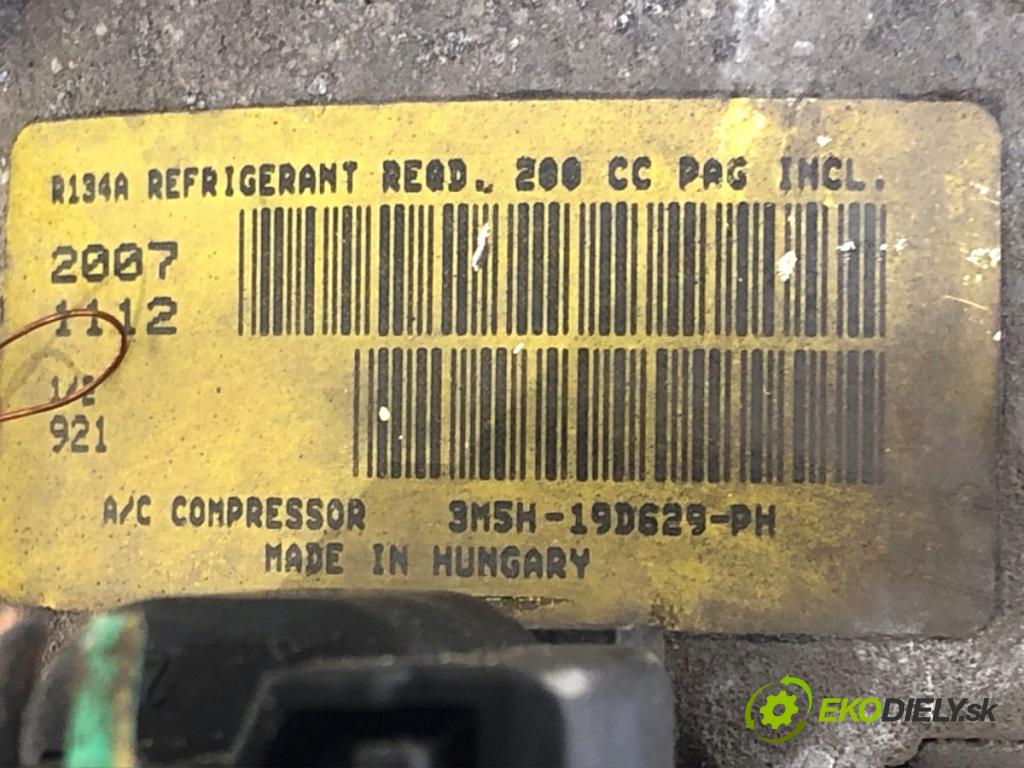 R134A REFRIGERANT REQD. 200 CC PAG INCL.
2007
1112
921
A/C COMPRESSOR 3M5H-19D629-PH
MADE IN HUNGARY
EKODIELY.sk